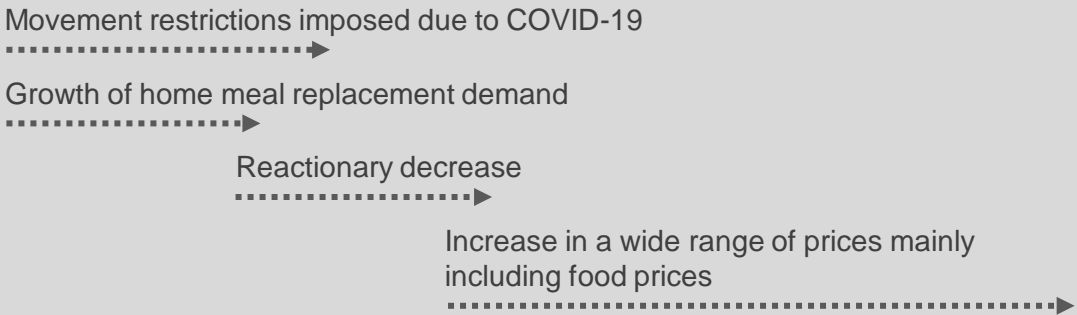 Movement restrictions imposed due to COVID-19
Growth of home meal replacement demand
Reactionary decrease
Increase in a wide range of prices mainly
including food prices